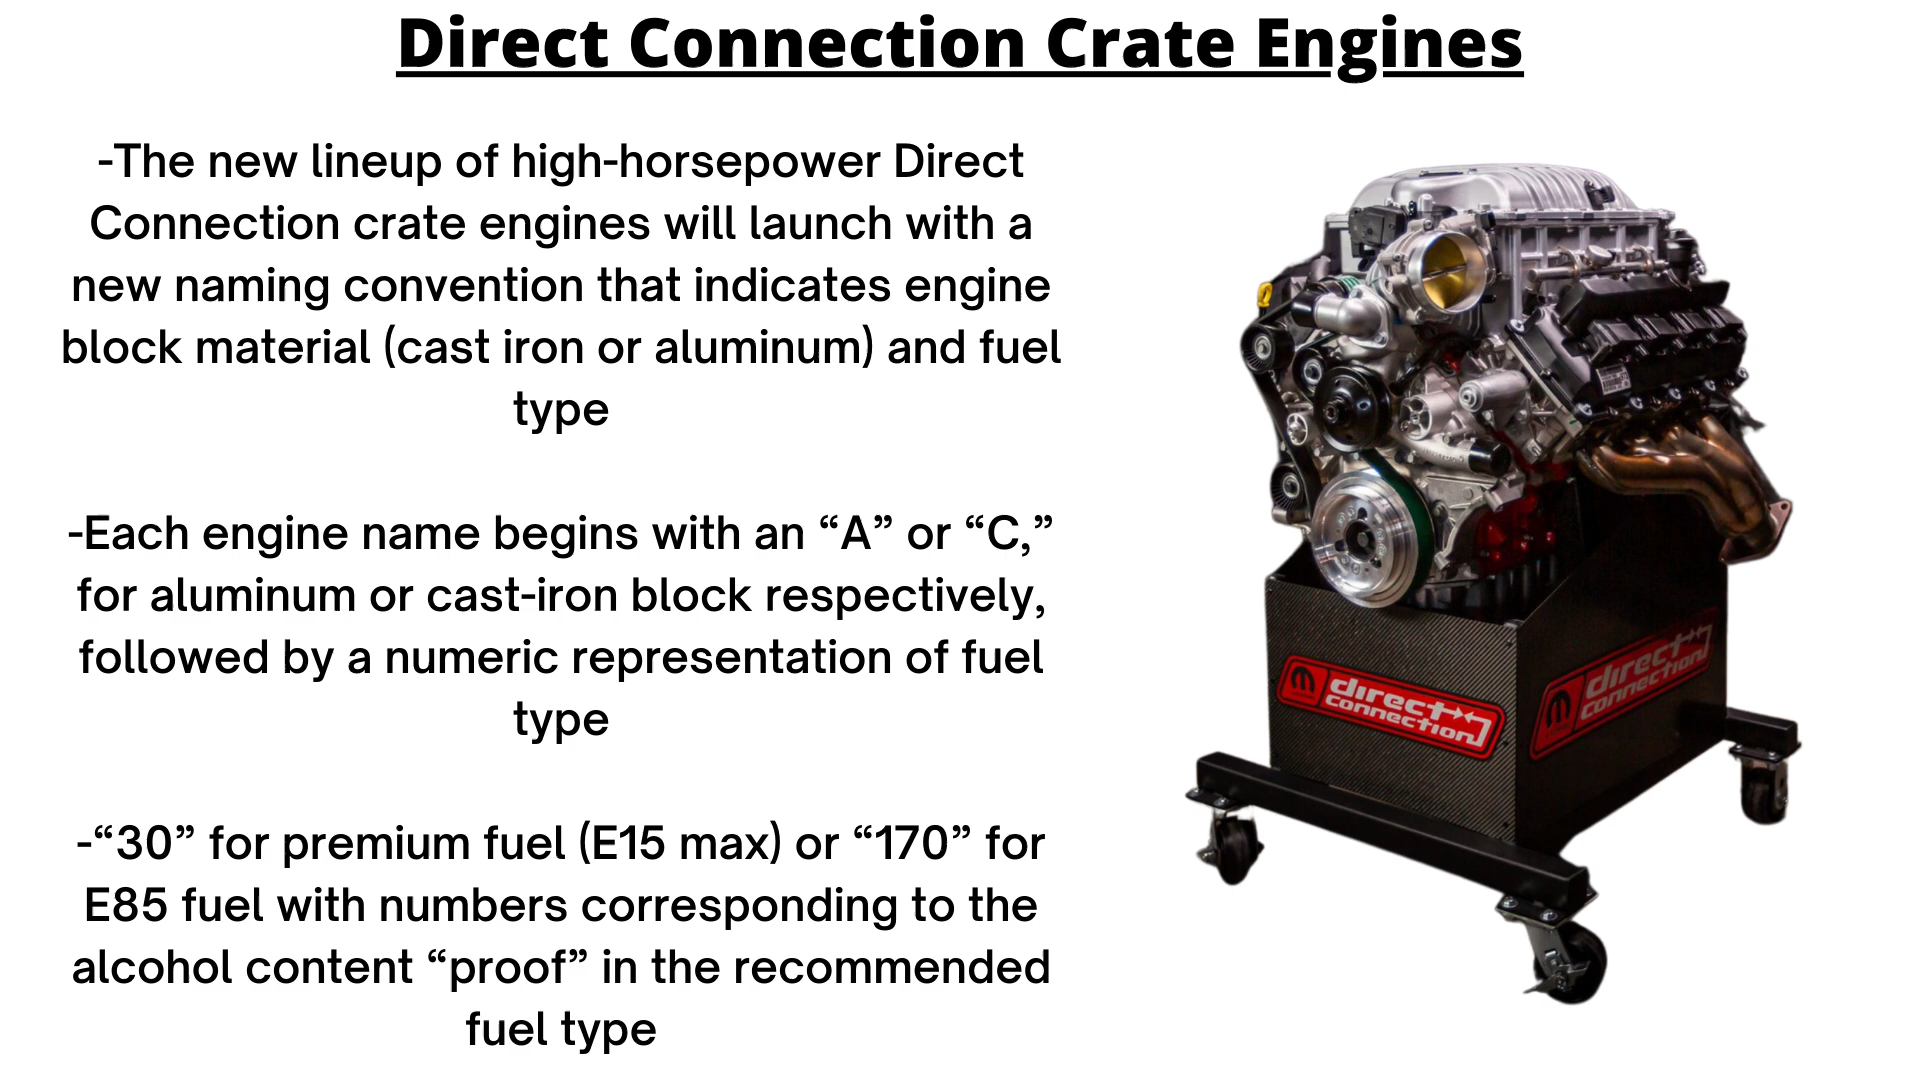 Direct Connection Crate Engines
-The new lineup of high-horsepower Direct
Connection crate engines will launch with a
new naming convention that indicates engine
block material (cast iron or aluminum) and fuel
type
-Each engine name begins with an “A” or “C,”
for aluminum or cast-iron block respectively,
followed by a numeric representation of fuel
type
-“30” for premium fuel (E15 max) or “170” for
E85 fuel with numbers corresponding to the
alcohol content “proof” in the recommended
fuel type
direct
connection
direct
connection